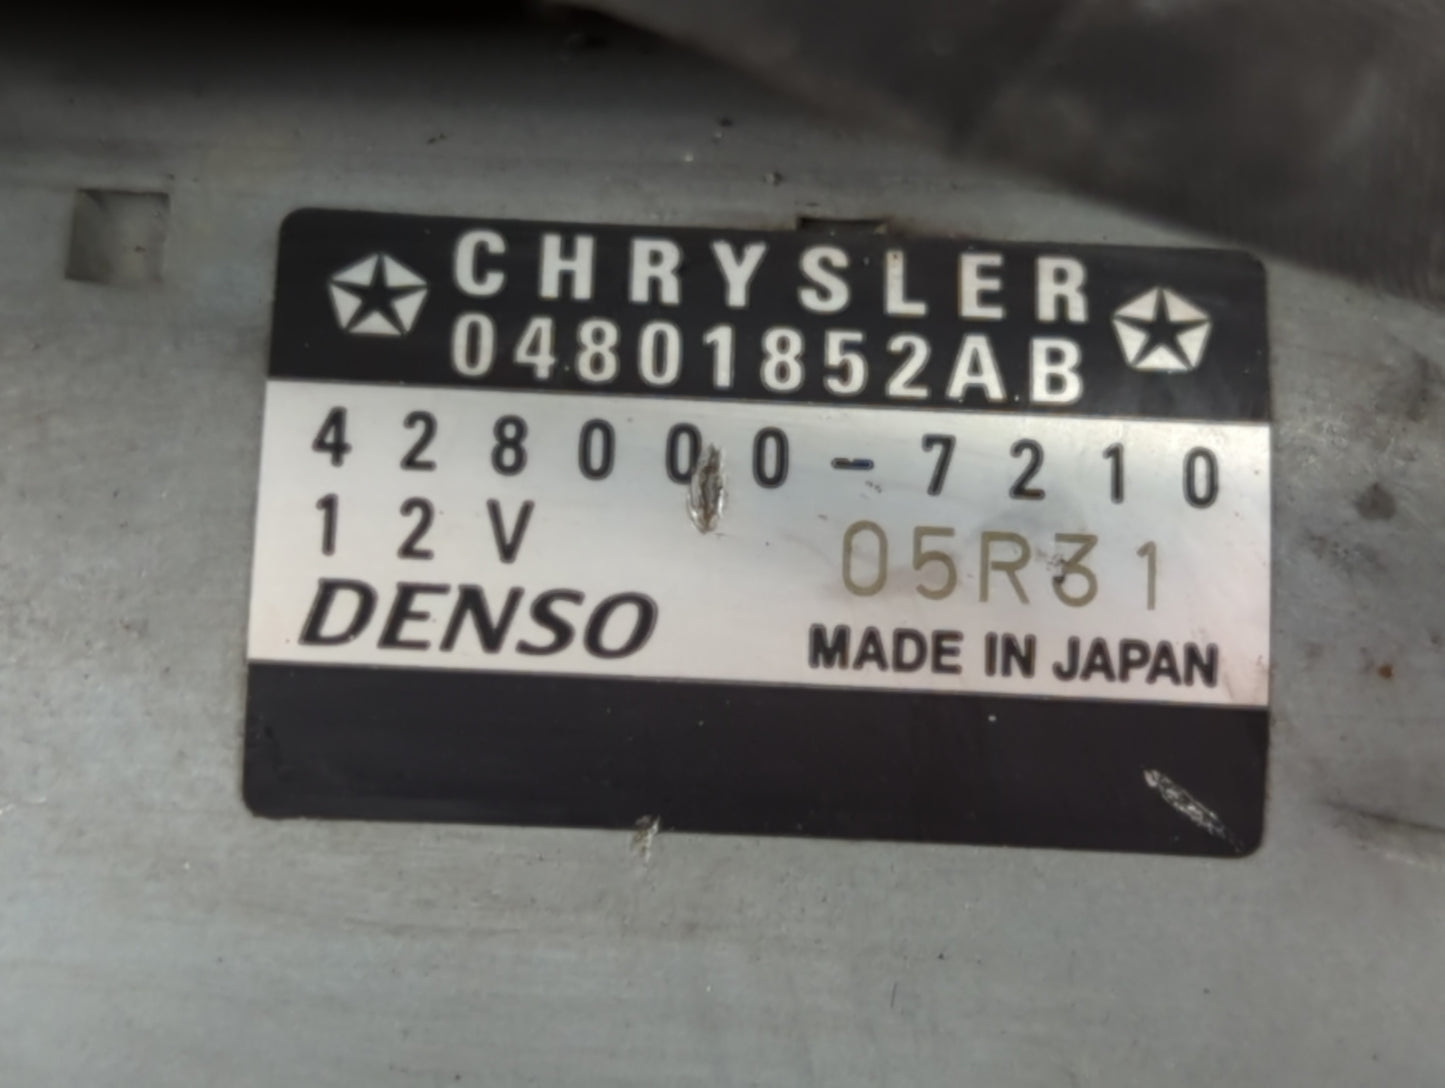 CHRYSLER
04801852AB
428000-7210
12V 05R31
DENSO MADE IN JAPAN